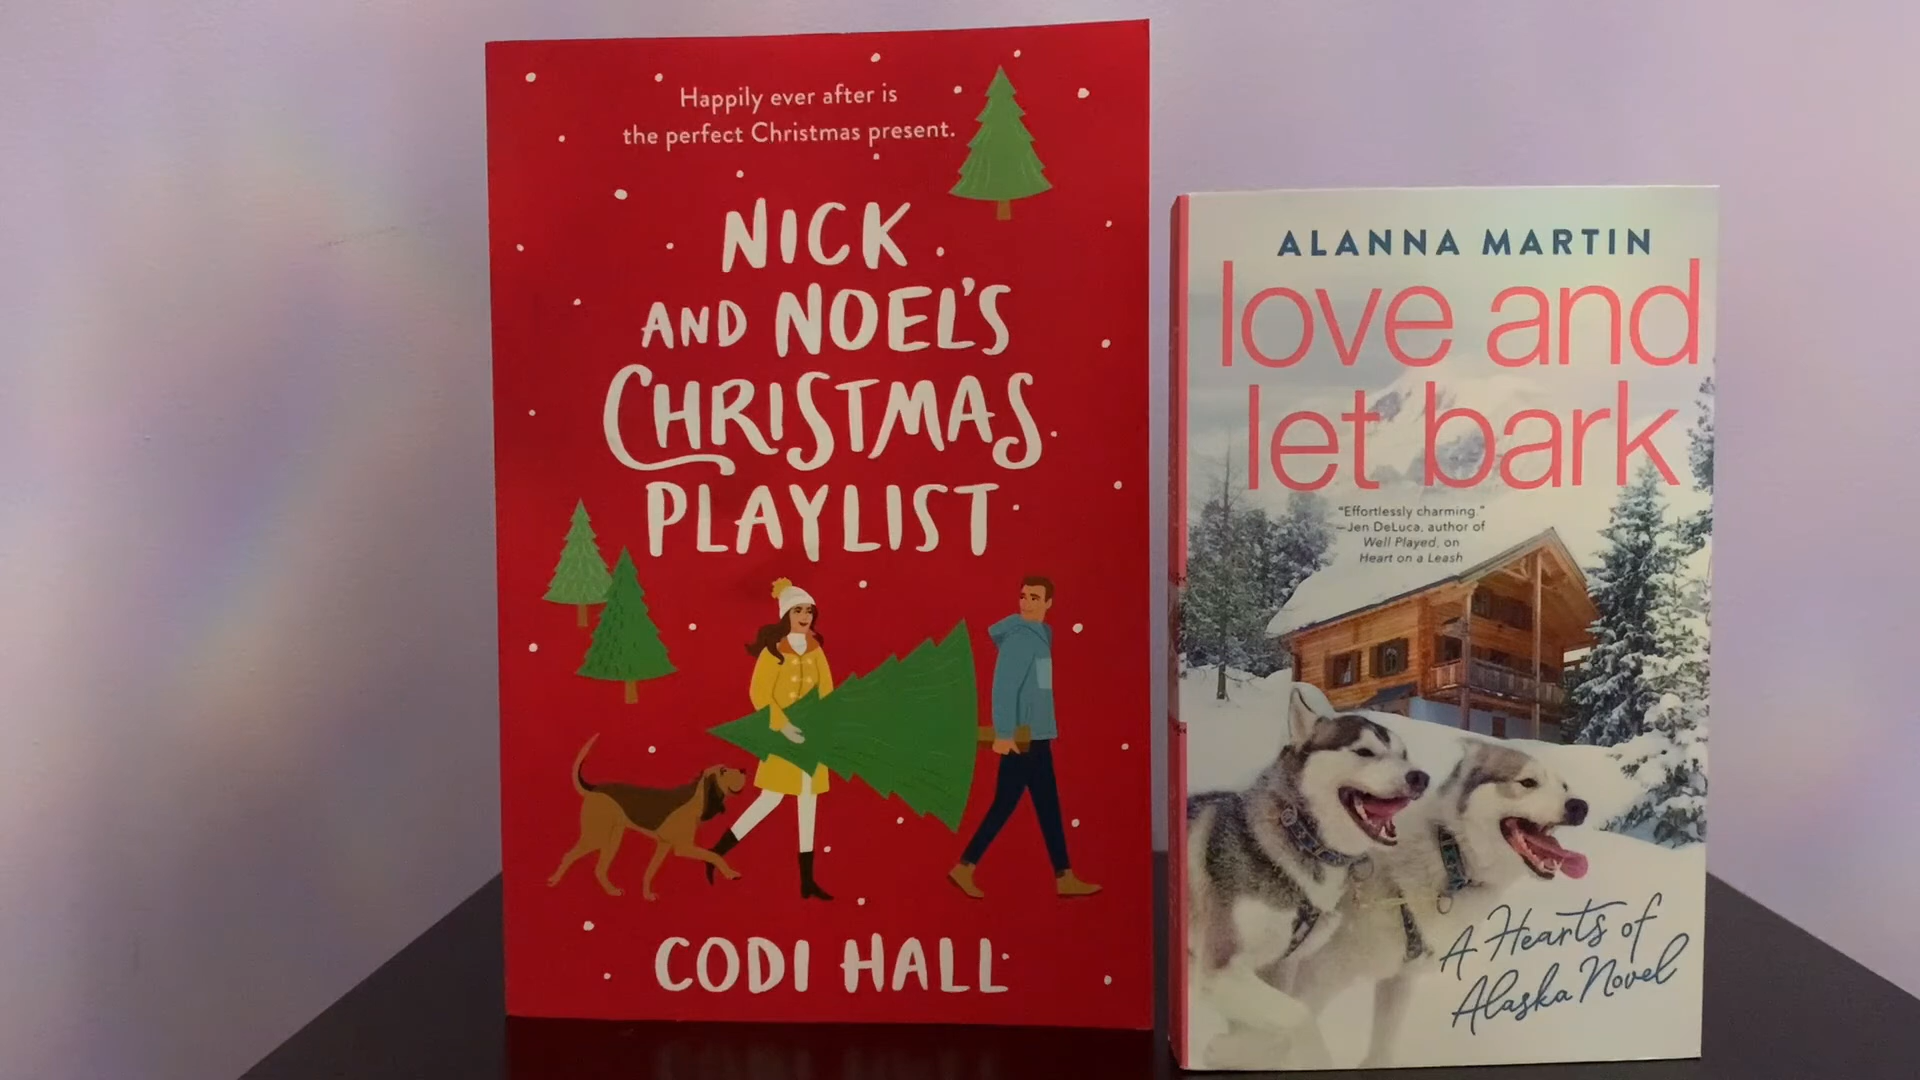 Happily ever after is
the perfect Christmas present.
NICK
AND NOEL'S
CHRISTMAS
PLAYLIST
CODI HALL
ALANNA MARTIN
love and
let bark
"Effortlessly charming."
—Jen DeLuca, author of
Well Played, on
Heart on a Leash
A Hearts of
Alaska Novel